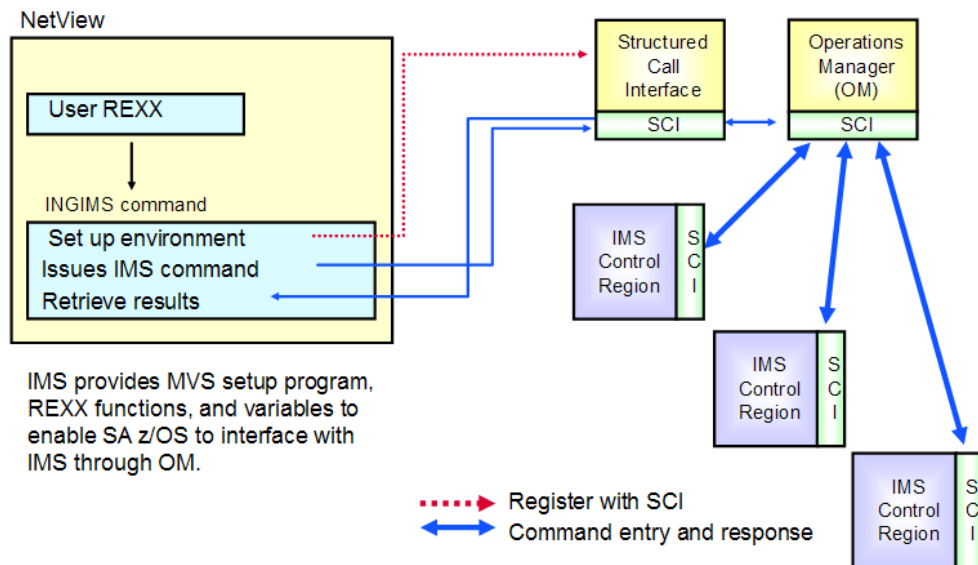 NetView
User REXX
INGIMS command
Set up environment
Issues IMS command
Retrieve results
IMS provides MVS setup program,
REXX functions, and variables to
enable SA z/OS to interface with
IMS through OM.
Structured
Call
Interface
SCI
Operations
Manager
(OM)
SCI
IMS
Control
Region
S
C
I
IMS
Control
Region
S
C
I
IMS
Control
Region
S
C
I
Register with SCI
Command entry and response